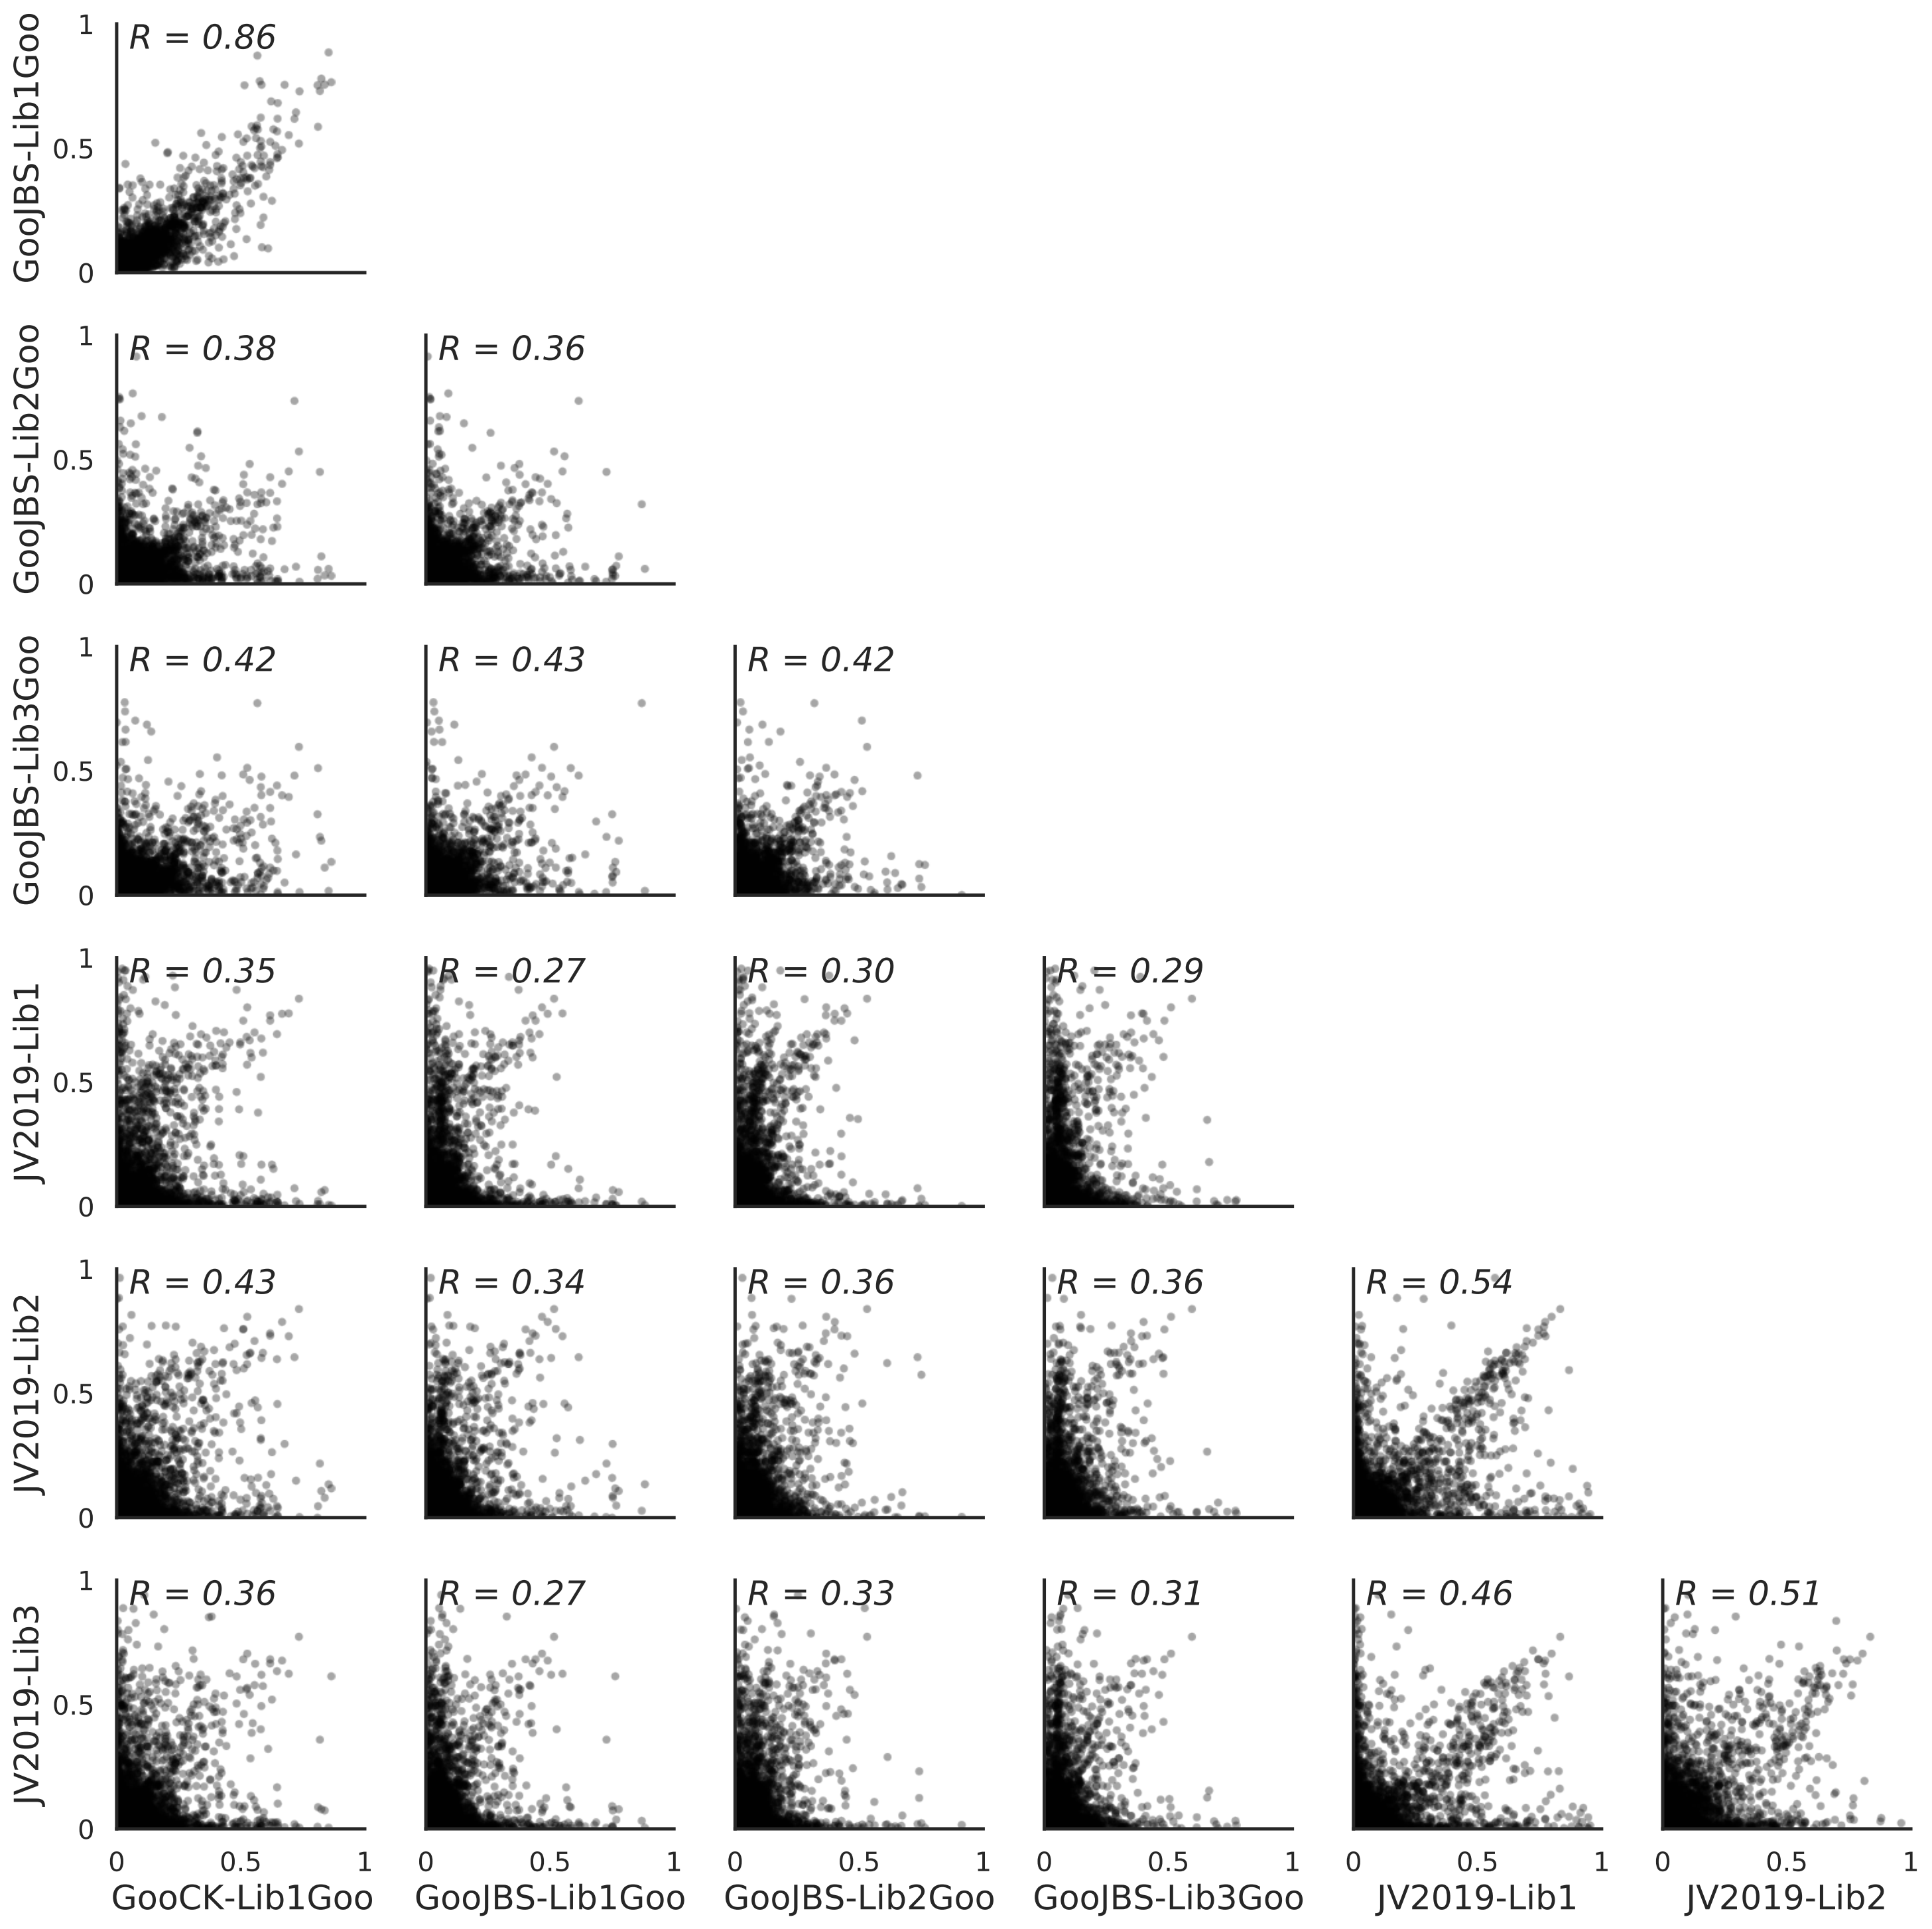 GooJBS-Lib1Goo
1
0.5
0
R = 0.86
GooJBS-Lib2Goo
1
0.5
0
R = 0.38
R = 0.36
GooJBS-Lib3Goo
1
0.5
0
R = 0.42
R = 0.43
R = 0.42
JV2019-Lib1
1
0.5
0
R = 0.35
R = 0.27
R = 0.30
R = 0.29
JV2019-Lib2
1
0.5
0
R = 0.43
R = 0.34
R = 0.36
R = 0.36
R = 0.54
JV2019-Lib3
1
0.5
0
R = 0.36
R = 0.27
R = 0.33
R = 0.31
R = 0.46
R = 0.51
0 0.5 1
0 0.5 1
0 0.5 1
0 0.5 1
0 0.5 1
0 0.5 1
GooCK-Lib1Goo
GooJBS-Lib1Goo
GooJBS-Lib2Goo
GooJBS-Lib3Goo
JV2019-Lib1
JV2019-Lib2